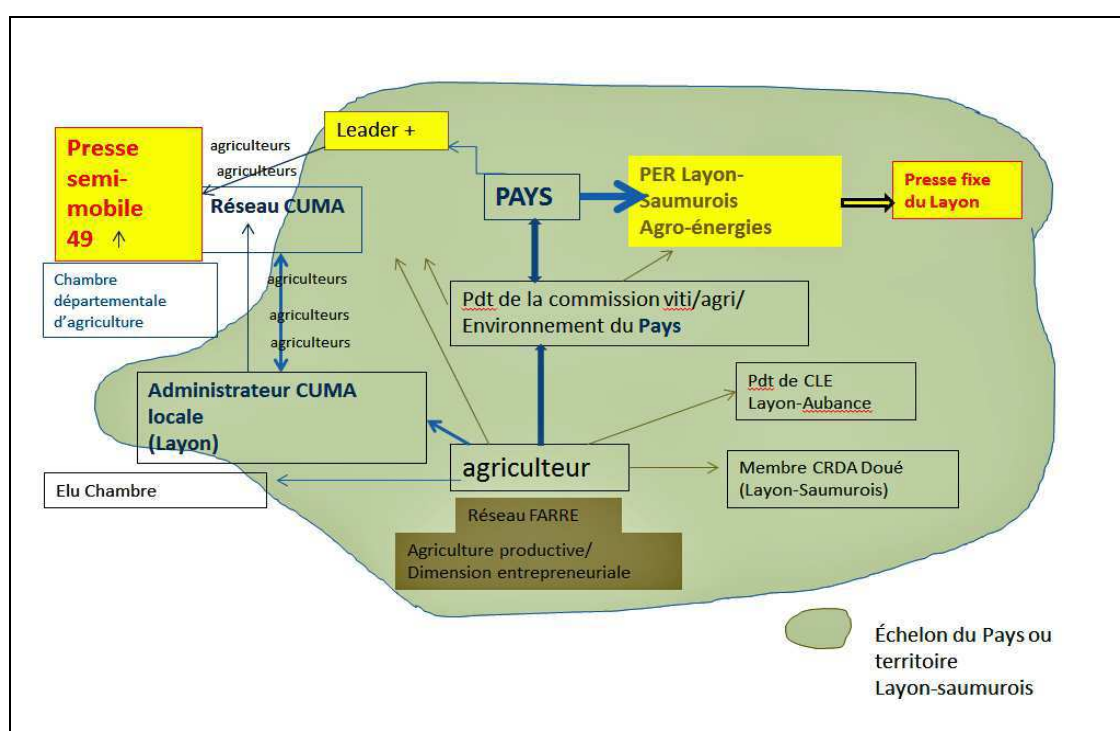 Leader +
Presse
semi-
mobile
49
agriculteurs
agriculteurs
Réseau CUMA
PAYS
PER Layon-
Saumurois
Agro-énergies
Presse fixe
du Layon
Chambre
départementale
d'agriculture
agriculteurs
agriculteurs
agriculteurs
Pdt de la commission viti/agri/
Environnement du Pays
Administrateur CUMA
locale
(Layon)
Pdt de CLE
Layon-Aubance
agriculteur
Elu Chambre
Membre CRDA Doué
(Layon-Saumurois)
Réseau FARRE
Agriculture productive/
Dimension entrepreneuriale
Échelon du Pays ou
territoire
Layon-saumurois